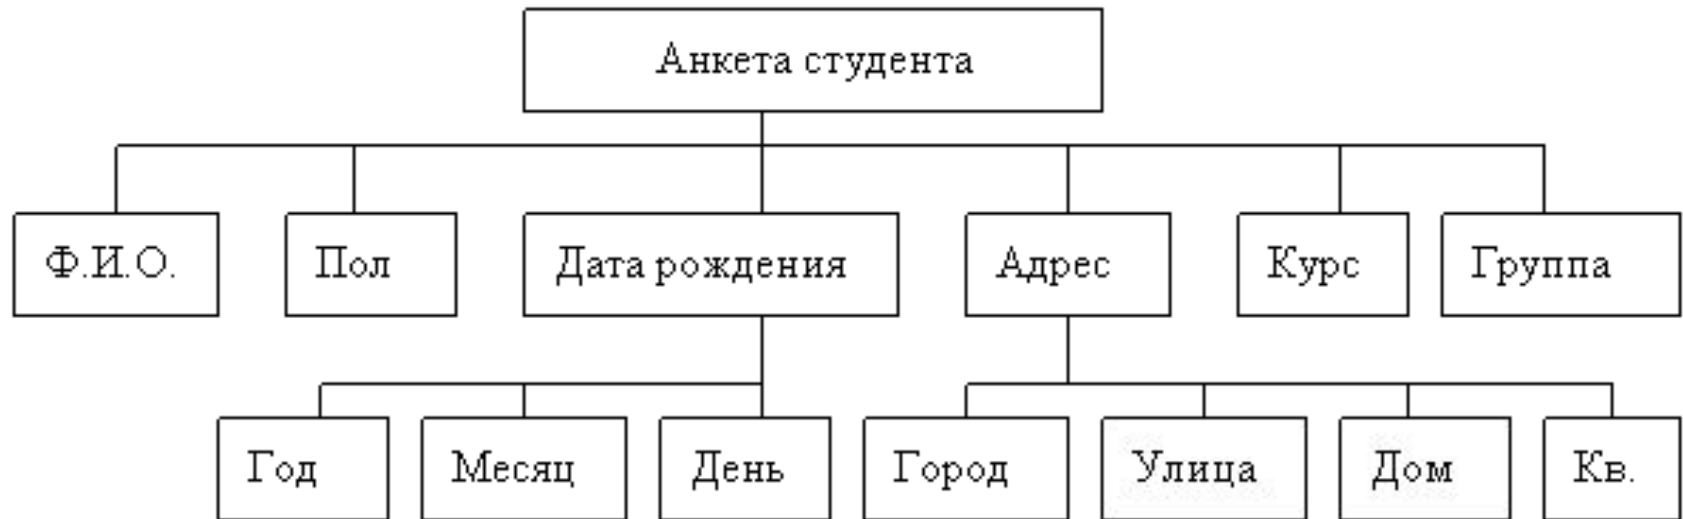 Анкета студента
Ф.И.О.
Пол
Дата рождения
Адрес
Курс
Группа
Год
Месяц
День
Город
Улица
Дом
Кв.